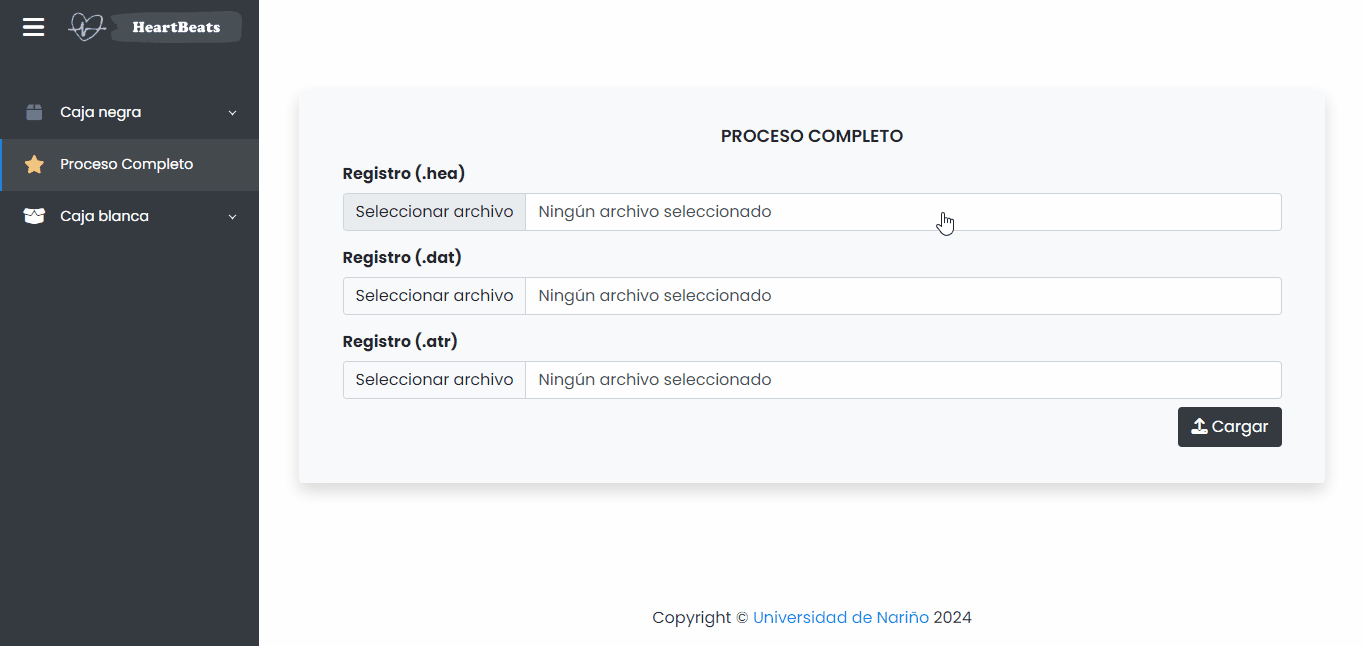 HeartBeats
Caja negra
Proceso Completo
Caja blanca
PROCESO COMPLETO
Registro (.hea)
Seleccionar archivo Ningún archivo seleccionado
Registro (.dat)
Seleccionar archivo Ningún archivo seleccionado
Registro (.atr)
Seleccionar archivo Ningún archivo seleccionado
Cargar
Copyright © Universidad de Nariño 2024